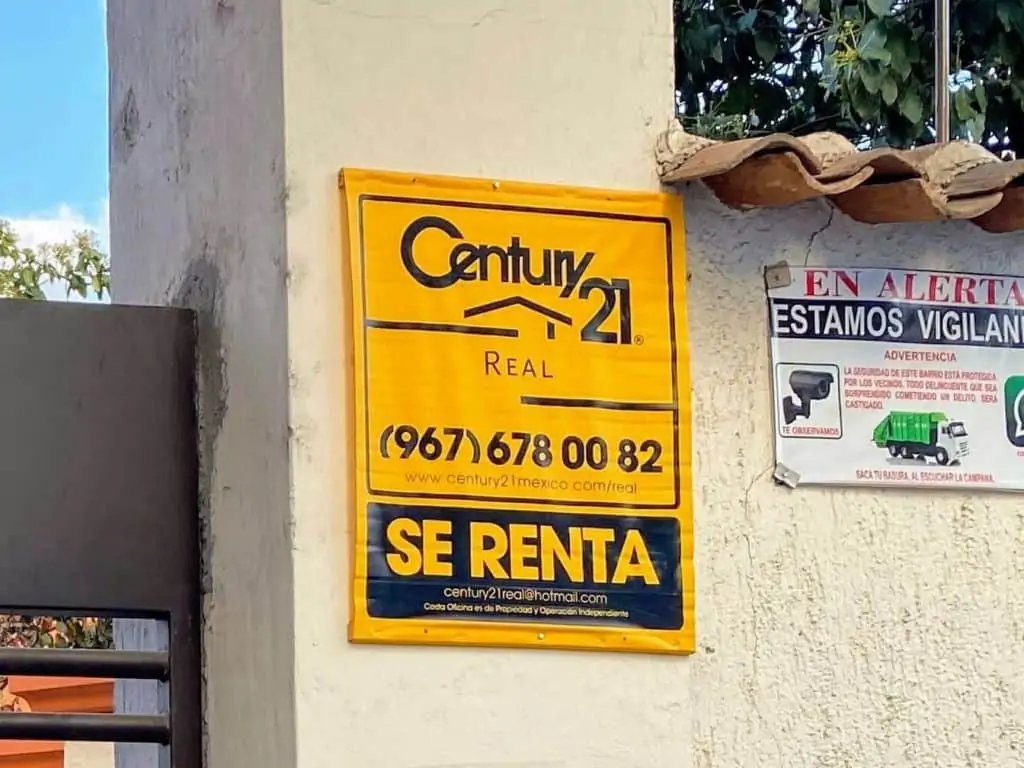 Century 21®
REAL
(967) 678 00 82
www.century21mexico.com/real
SE RENTA
century21real@hotmail.com
Cada Oficina es de Propiedad y Operación Independiente
EN ALERTA
ESTAMOS
ADVERTENCIA
LA SEGURIDAD DE ESTE BARRIO ESTÁ PROTEGIDA
POR LOS VECINOS. TODO DELINCUENTE QUE SEA
SORPRENDIDO COMETIENDO UN DELITO SERÁ
CASTIGADO.
TE OBSERVAMOS
SACA TU BASURA, AL ESCUCHAR LA CAMPANA.